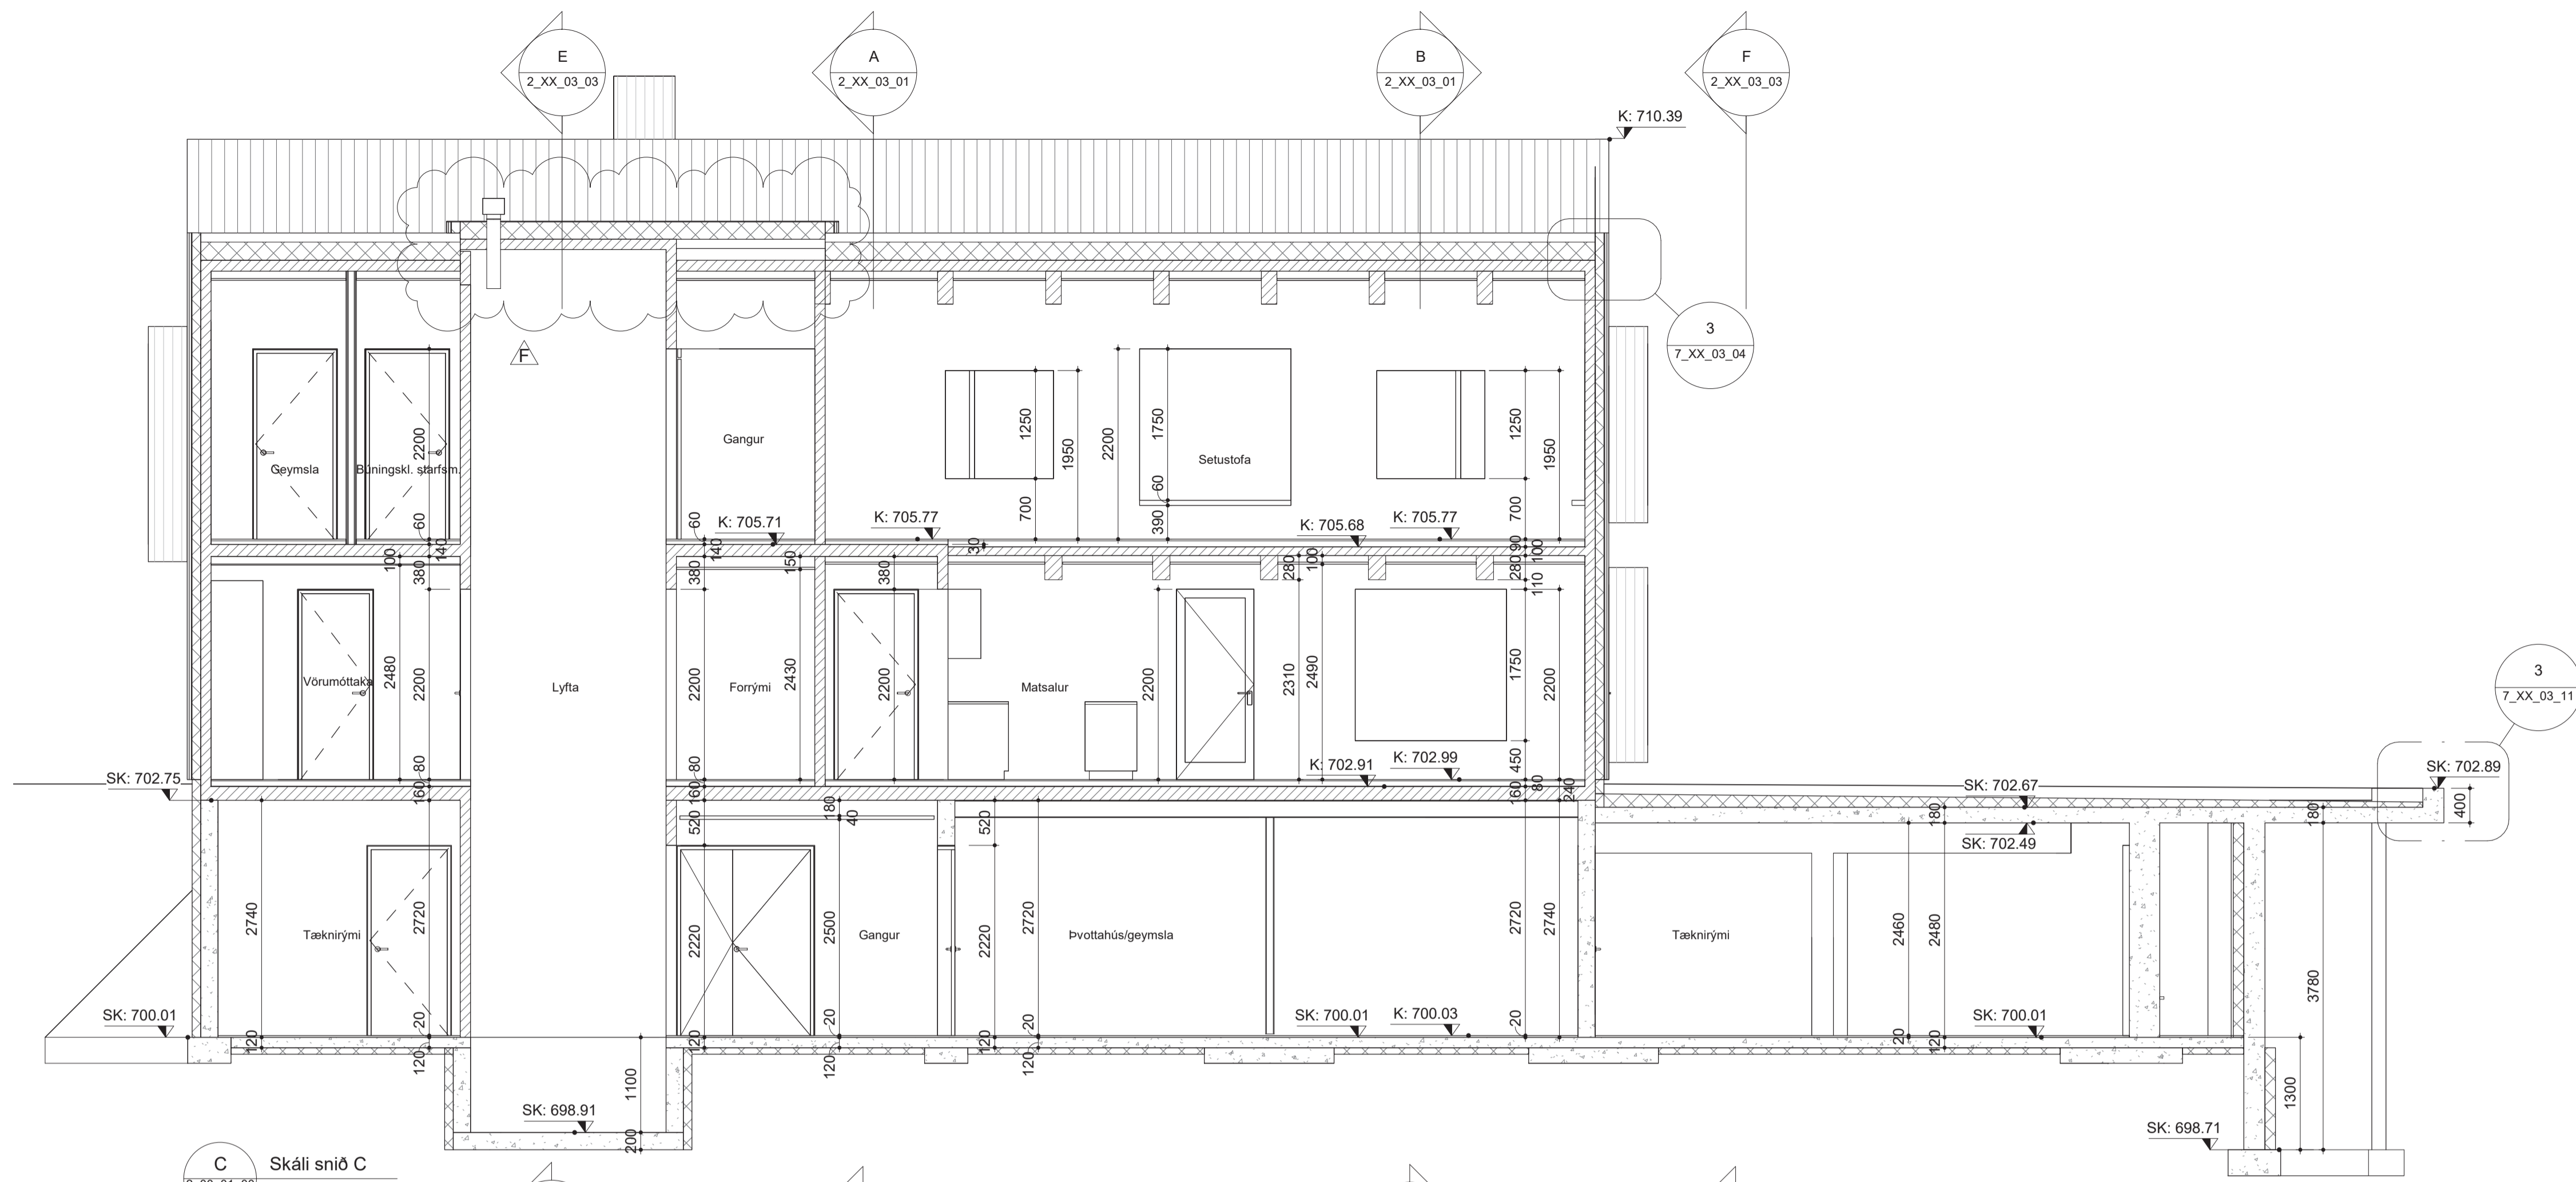 E
2_XX_03_03
A
2_XX_03_01
B
2_XX_03_01
F
2_XX_03_03
K: 710.39
3
7_XX_03_04
F
Geymsla
Búningskl. starfsm.
2200
60
140
Gangur
60
140
K: 705.71
K: 705.77
1250
700
1950
2200
1750
60
390
Setustofa
K: 705.68
K: 705.77
1250
700
1950
30
90
100
100
380
380
150
380
280
100
280
110
Vörumóttaka
2480
2200
80
160
Lyfta
2200
80
160
Forrými
2430
2200
Matsalur
2200
2310
2490
K: 702.91
K: 702.99
1750
450
2200
160
80
240
SK: 702.75
3
7_XX_03_11
SK: 702.89
SK: 702.67
180
SK: 702.49
180
400
520
180
40
520
2740
Tæknirými
2720
2220
2500
Gangur
2220
2720
Þvottahús/geymsla
2720
2740
Tæknirými
2460
2480
3780
SK: 700.01
120
20
120
120
20
120
120
20
120
SK: 700.01
K: 700.03
20
20
120
SK: 700.01
1100
200
SK: 698.91
1300
SK: 698.71
C
Skáli snið C